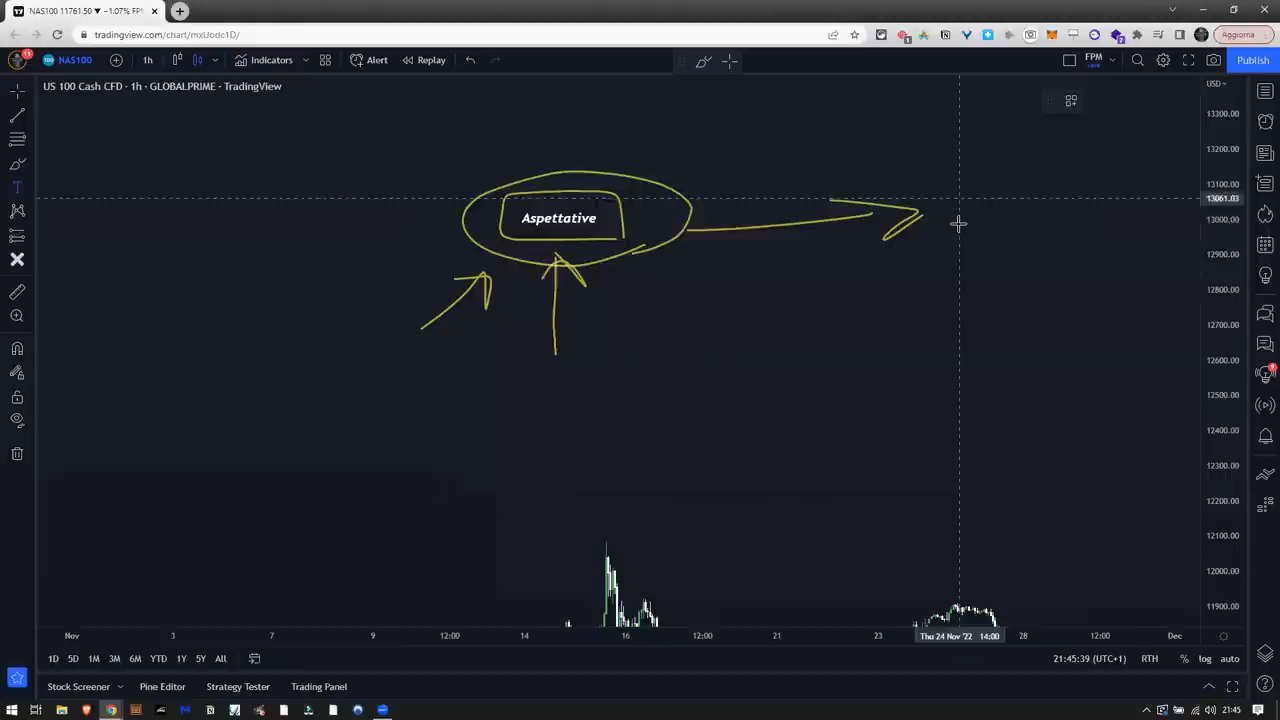 NAS100 11761.50 ▼ −1.07% FP
tradingview.com/chart/mxUodc1D/
Aggiorna
11
NAS100
1h
Indicators
Alert
Replay
FPM
Publish
US 100 Cash CFD · 1h · GLOBALPRIME · TradingView
USD
13300.00
13200.00
13100.00
13061.03
13000.00
12900.00
12800.00
12700.00
12600.00
12500.00
12400.00
12300.00
12200.00
12100.00
12000.00
11900.00
Aspettative
Nov
3
7
9
12:00
14
16
12:00
21
23
Thu 24 Nov '22 14:00
28
12:00
Dec
1D 5D 1M 3M 6M YTD 1Y 5Y All
21:45:39 (UTC+1) RTH % log auto
Stock Screener Pine Editor Strategy Tester Trading Panel
21:45